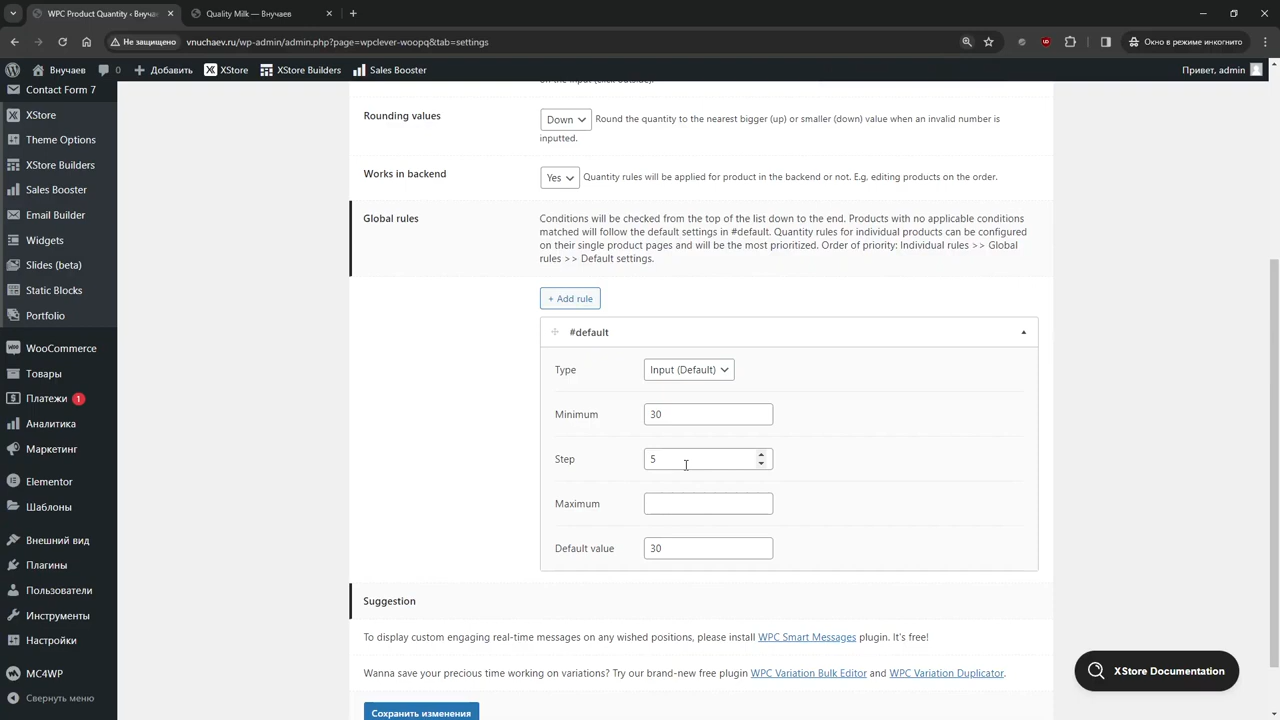 WPC Product Quantity ‹ Внучаев
Quality Milk — Внучаев
Не защищено
vnuchaev.ru/wp-admin/admin.php?page=wpclever-woopq&tab=settings
Окно в режиме инкогнито
Внучаев
0
Добавить
XStore
XStore Builders
Sales Booster
Привет, admin
Contact Form 7
XStore
Theme Options
XStore Builders
Sales Booster
Email Builder
Widgets
Slides (beta)
Static Blocks
Portfolio
WooCommerce
Товары
Платежи 1
Аналитика
Маркетинг
Elementor
Шаблоны
Внешний вид
Плагины
Пользователи
Инструменты
Настройки
MC4WP
Свернуть меню
on the input (click outside).
Rounding values
Down
Round the quantity to the nearest bigger (up) or smaller (down) value when an invalid number is
inputted.
Works in backend
Yes
Quantity rules will be applied for product in the backend or not. E.g, editing products on the order.
Global rules
Conditions will be checked from the top of the list down to the end. Products with no applicable conditions
matched will follow the default settings in #default. Quantity rules for individual products can be configured
on their single product pages and will be the most prioritized. Order of priority: Individual rules >> Global
rules >> Default settings.
+ Add rule
#default
Type
Input (Default)
Minimum
30
Step
5
Maximum
Default value
30
Suggestion
To display custom engaging real-time messages on any wished positions, please install WPC Smart Messages plugin. It's free!
Wanna save your precious time working on variations? Try our brand-new free plugin WPC Variation Bulk Editor and WPC Variation Duplicator.
Сохранить изменения
XStore Documentation